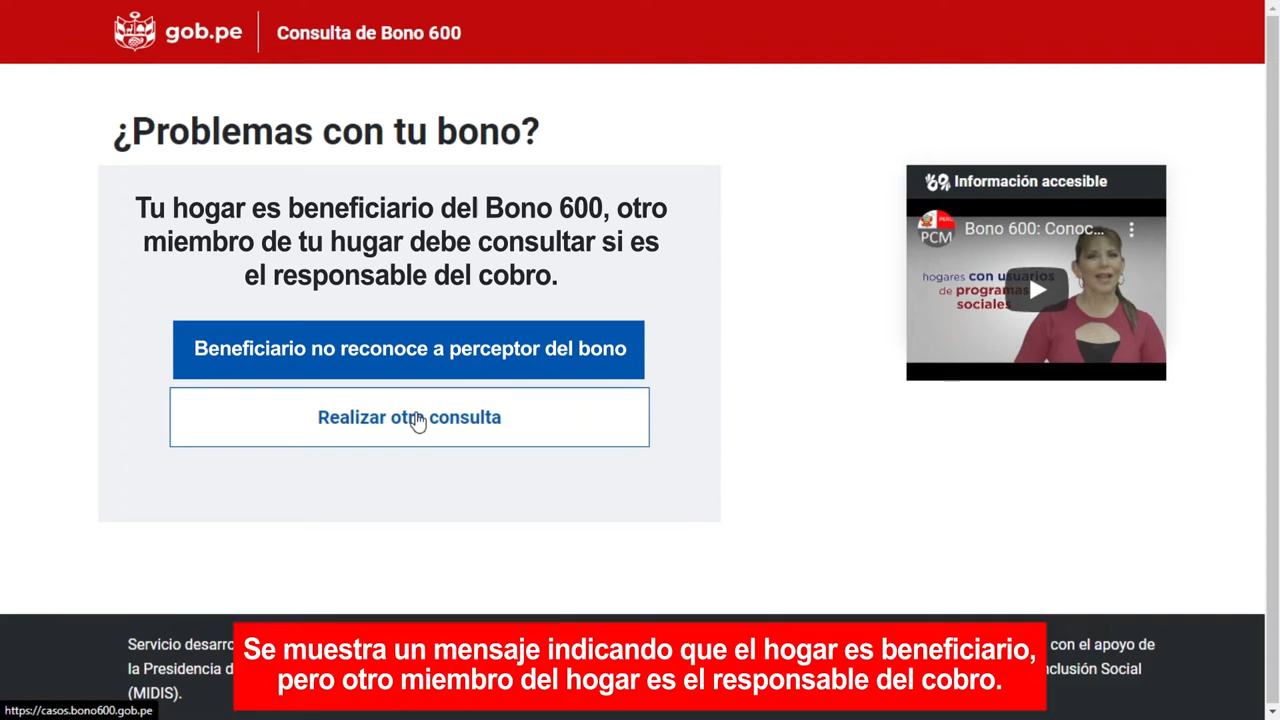 gob.pe
Consulta de Bono 600
¿Problemas con tu bono?
Tu hogar es beneficiario del Bono 600, otro
miembro de tu hugar debe consultar si es
el responsable del cobro.
Beneficiario no reconoce a perceptor del bono
Realizar otra consulta
Información accesible
PERÚ
PCM
Bono 600: Conoc...
hogares con usuarios
de programas
sociales
Servicio desarro
con el apoyo de
la Presidencia d
nclusión Social
(MIDIS).
Se muestra un mensaje indicando que el hogar es beneficiario,
pero otro miembro del hogar es el responsable del cobro.
https://casos.bono600.gob.pe